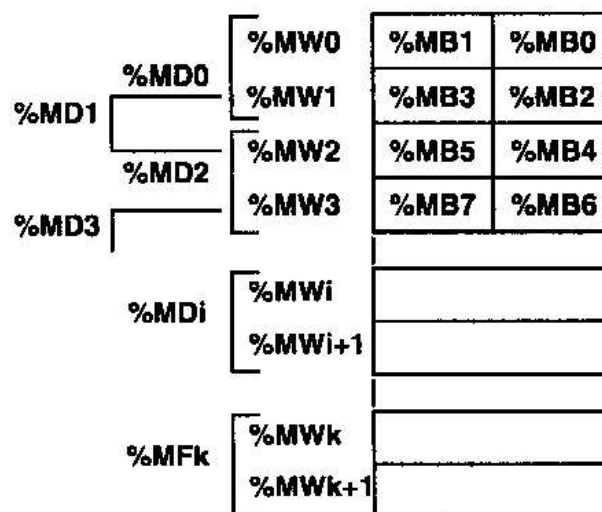 %MW0 %MB1 %MB0
%MD0
%MW1 %MB3 %MB2
%MD1
%MW2 %MB5 %MB4
%MD2
%MW3 %MB7 %MB6
%MD3
%MWi
%MDi
%MWi+1
%MWk
%MFk
%MWk+1